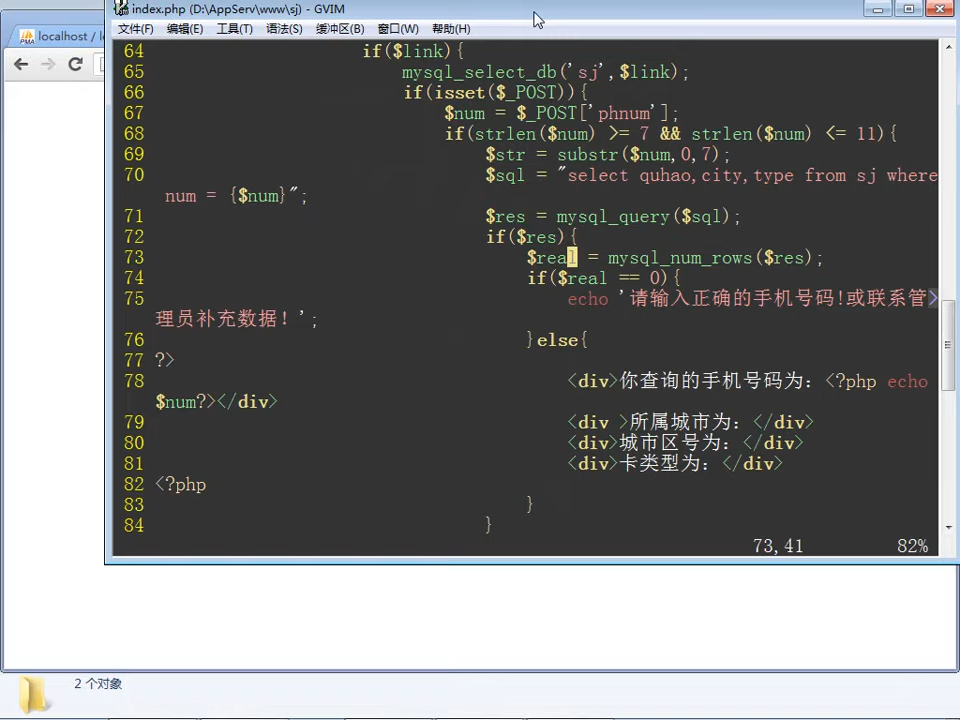 index.php (D:\AppServ\www\sj) - GVIM
文件(F) 编辑(E) 工具(T) 语法(S) 缓冲区(B) 窗口(W) 帮助(H)
localhost / l
64 if($link){
65 mysql_select_db('sj',$link);
66 if(isset($_POST)){
67 $num = $_POST['phnum'];
68 if(strlen($num) >= 7 && strlen($num) <= 11){
69 $str = substr($num,0,7);
70 $sql = "select quhao,city,type from sj where
num = {$num}";
71 $res = mysql_query($sql);
72 if($res){
73 $real = mysql_num_rows($res);
74 if($real == 0){
75 echo '请输入正确的手机号码!或联系管>
理员补充数据！';
76 }else{
77 ?>
78 <div>你查询的手机号码为：<?php echo
$num?></div>
79 <div >所属城市为：</div>
80 <div>城市区号为：</div>
81 <div>卡类型为：</div>
82 <?php
83 }
84 }
73,41 82%
2 个对象